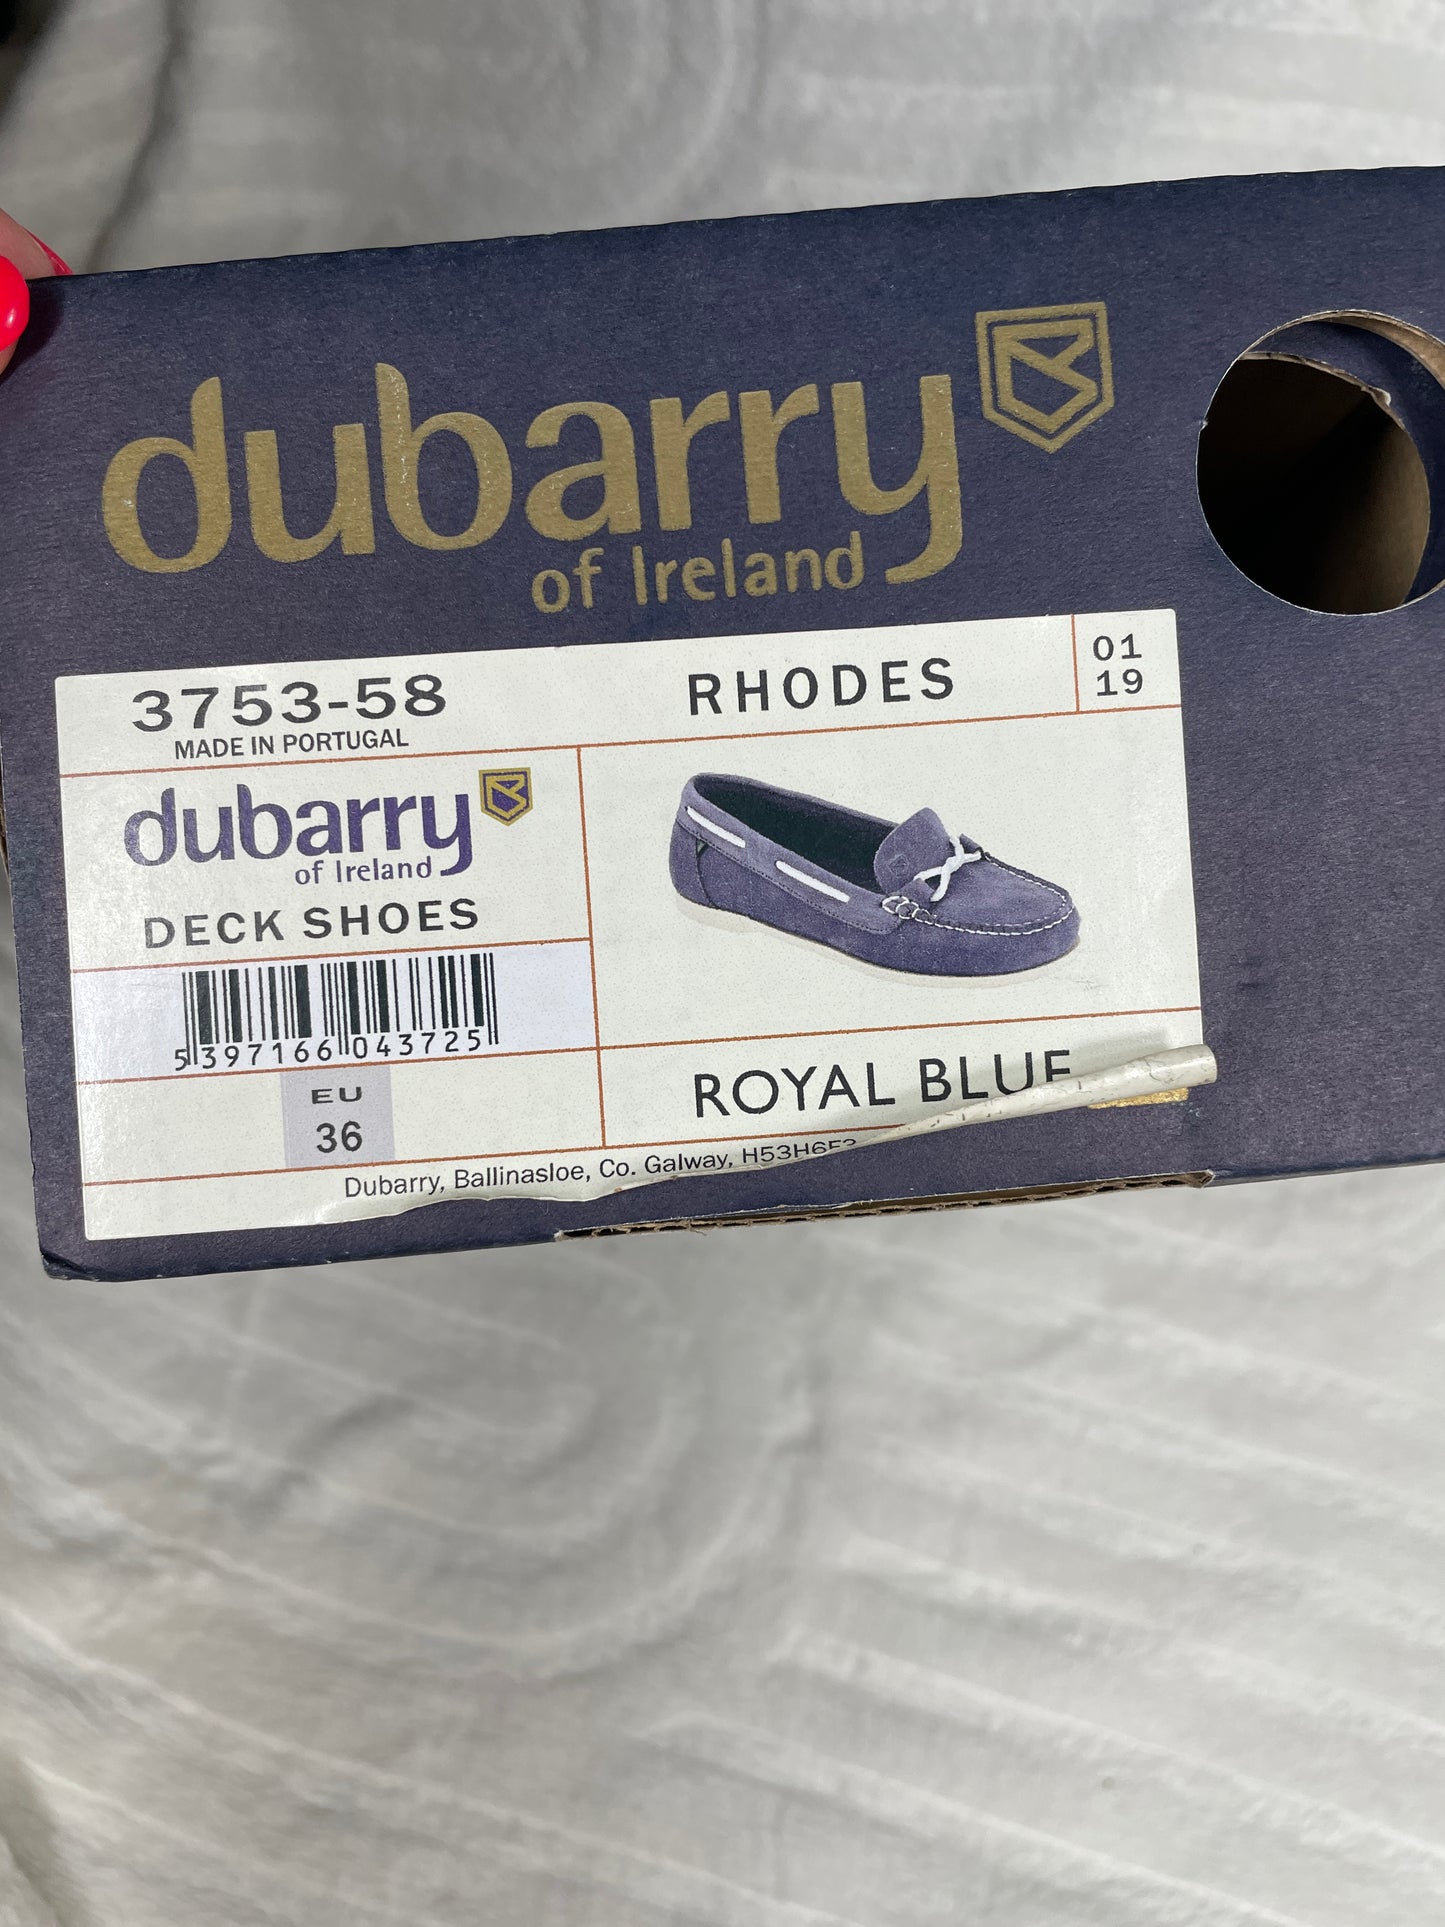 dubarry
of Ireland
3753-58
MADE IN PORTUGAL
RHODES
01
19
dubarry
of Ireland
DECK SHOES
5 397166 043725
EU
36
ROYAL BLUE
Dubarry, Ballinasloe, Co. Galway,